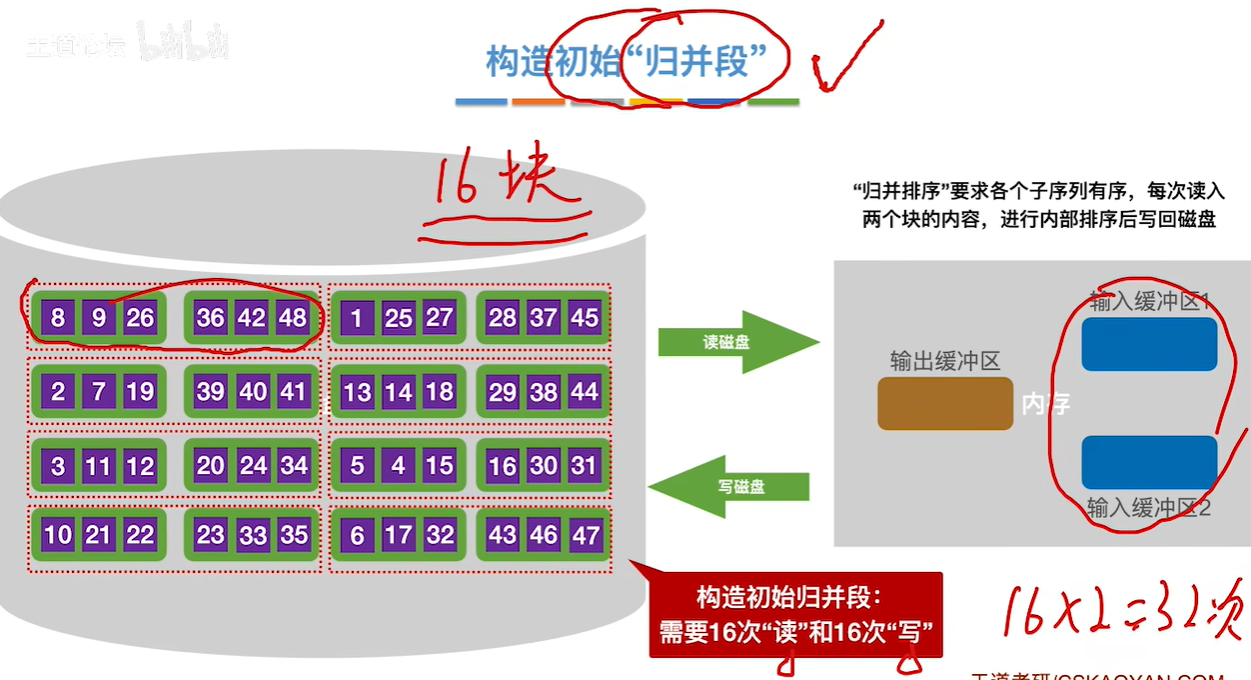 王道论坛 bilibili
构造初始“归并段”
16块
“归并排序”要求各个子序列有序，每次读入
两个块的内容，进行内部排序后写回磁盘
8 9 26 36 42 48 1 25 27 28 37 45
2 7 19 39 40 41 13 14 18 29 38 44
3 11 12 20 24 34 5 4 15 16 30 31
10 21 22 23 33 35 6 17 32 43 46 47
读磁盘
写磁盘
输入缓冲区1
输出缓冲区
内存
输入缓冲区2
构造初始归并段：
需要16次“读”和16次“写”
16×2=32次
王道考研/CSKAOYAN.COM